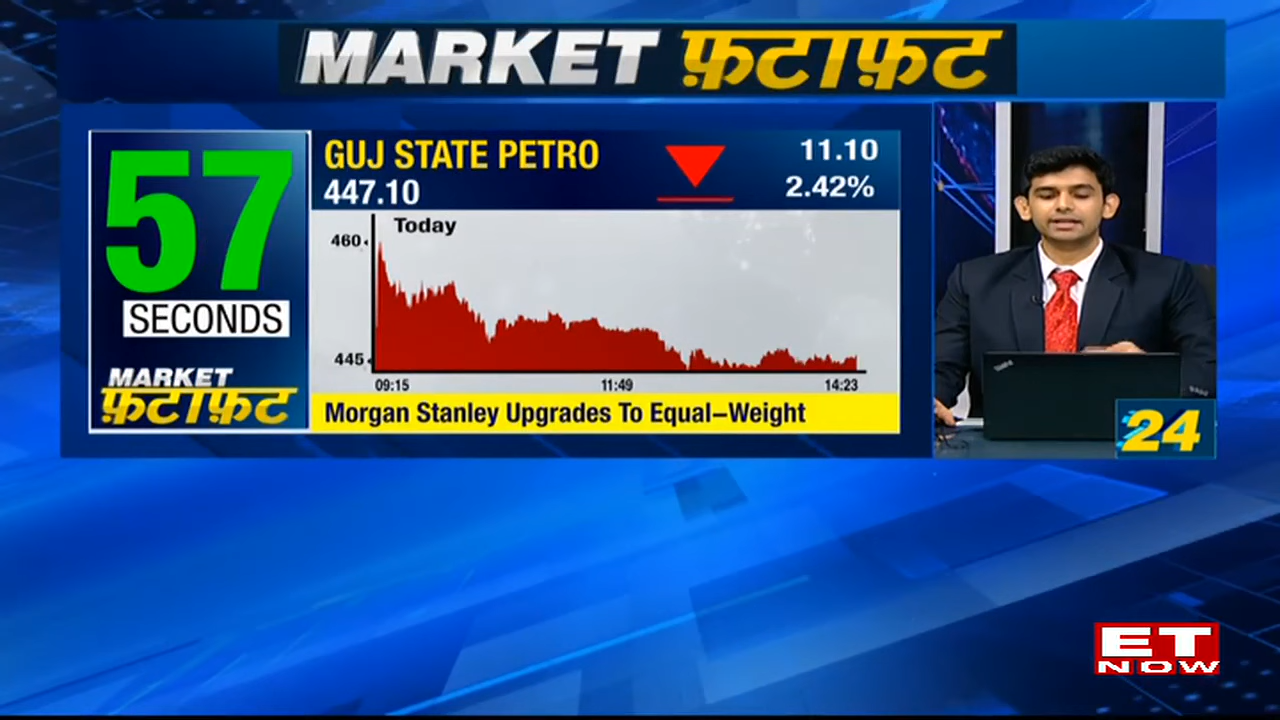 MARKET फ़टाफ़ट
57
SECONDS
MARKET
फ़टाफ़ट
GUJ STATE PETRO
447.10
11.10
2.42%
Today
460
445
09:15 11:49 14:23
Morgan Stanley Upgrades To Equal-Weight
24
ET
NOW